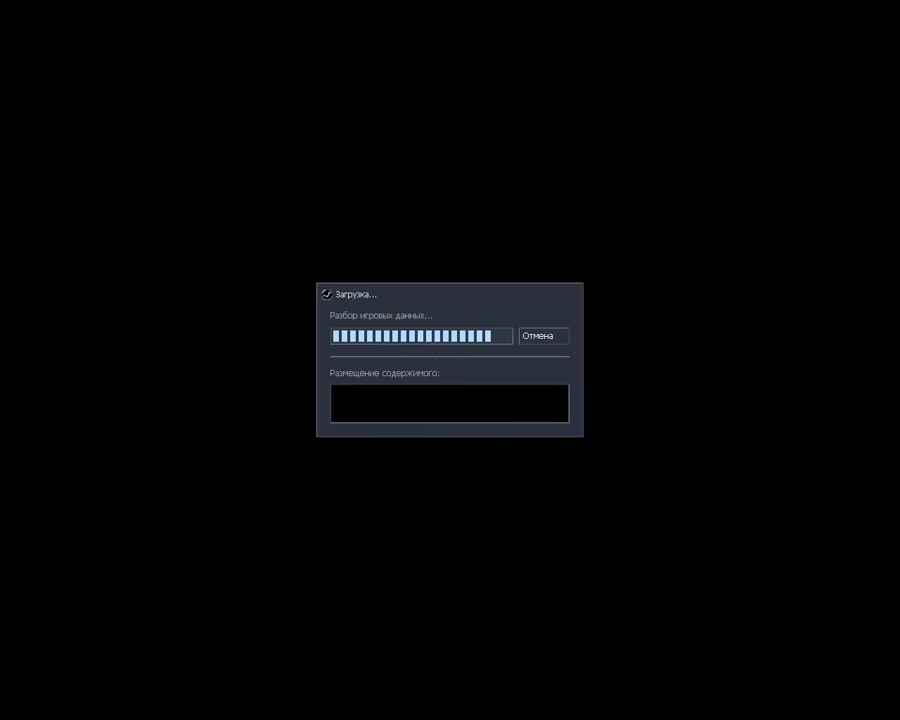 Загрузка...
Разбор игровых данных...
Отмена
Размещение содержимого: